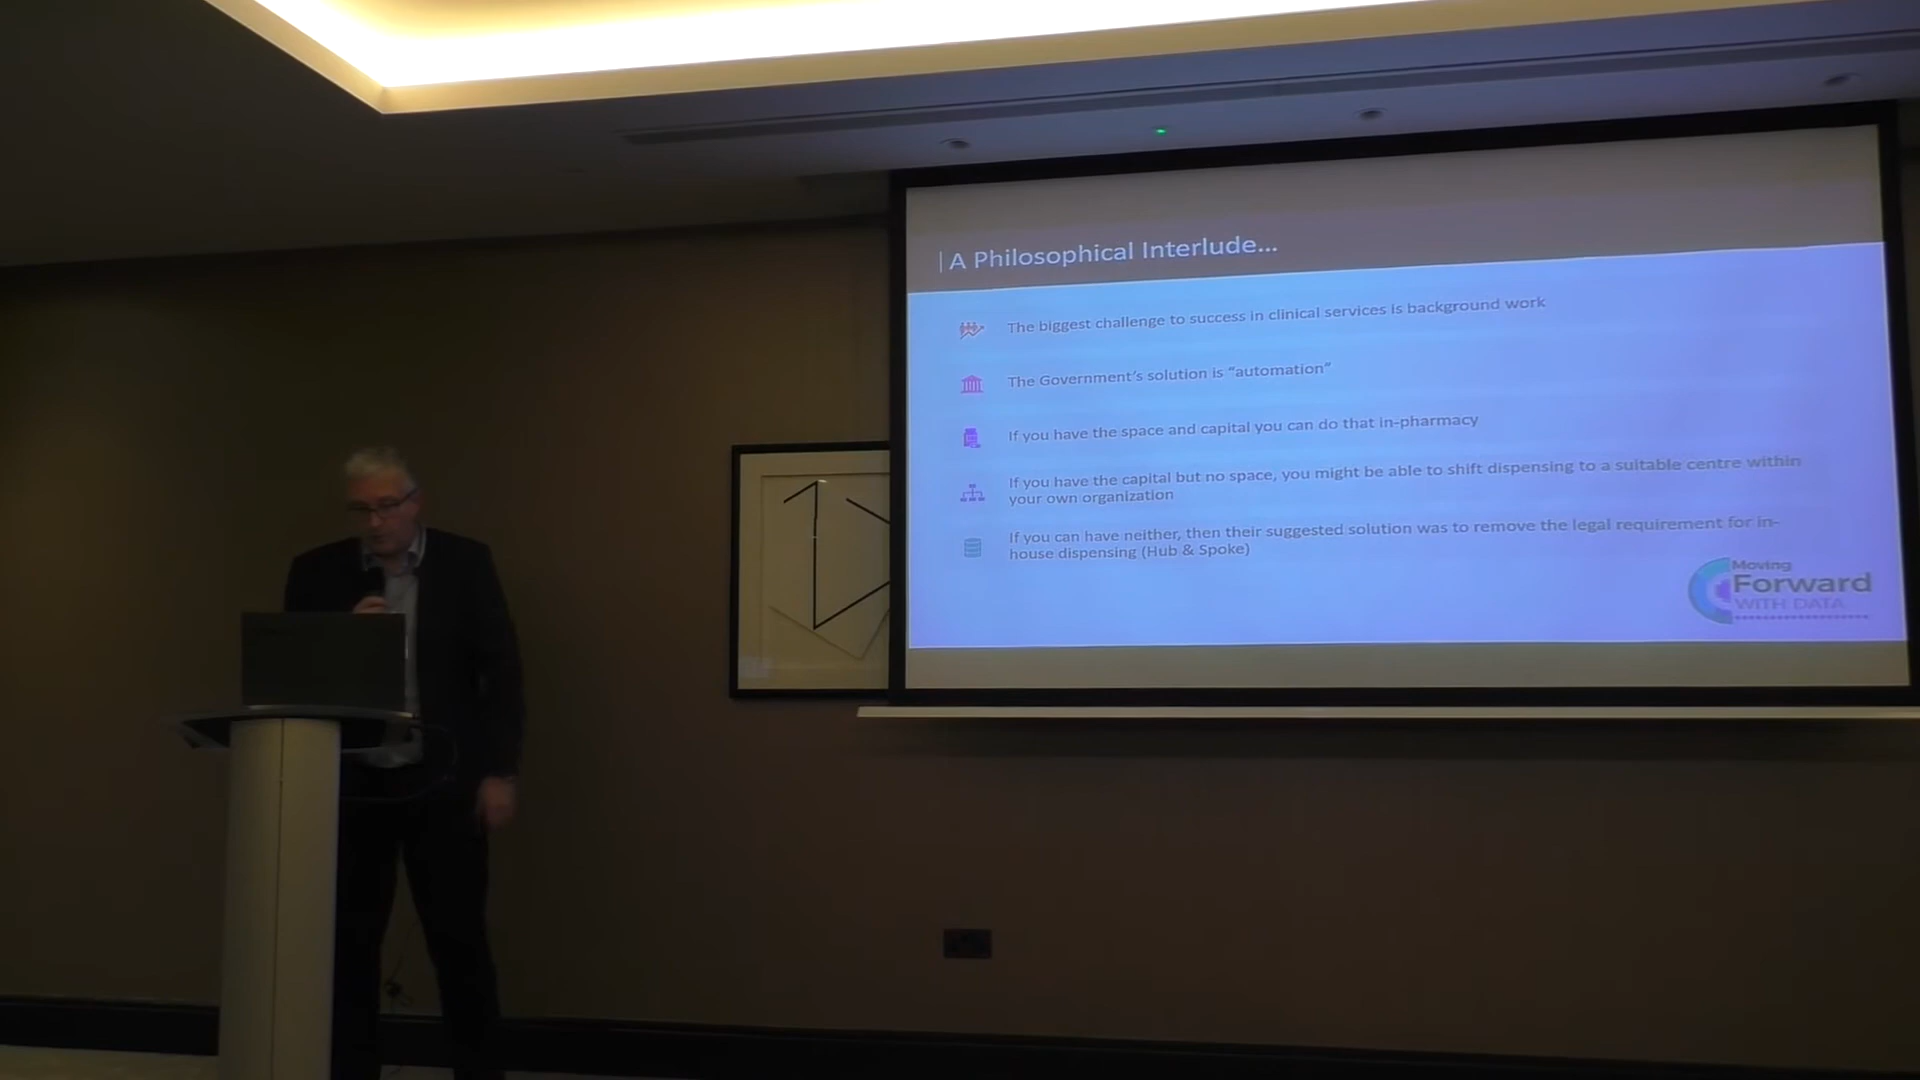 A Philosophical Interlude...
The biggest challenge to success in clinical services is background work
The Government's solution is “automation”
If you have the space and capital you can do that in-pharmacy
If you have the capital but no space, you might be able to shift dispensing to a suitable centre within
your own organization
If you can have neither, then their suggested solution was to remove the legal requirement for in-
house dispensing (Hub & Spoke)
Moving
Forward
WITH DATA